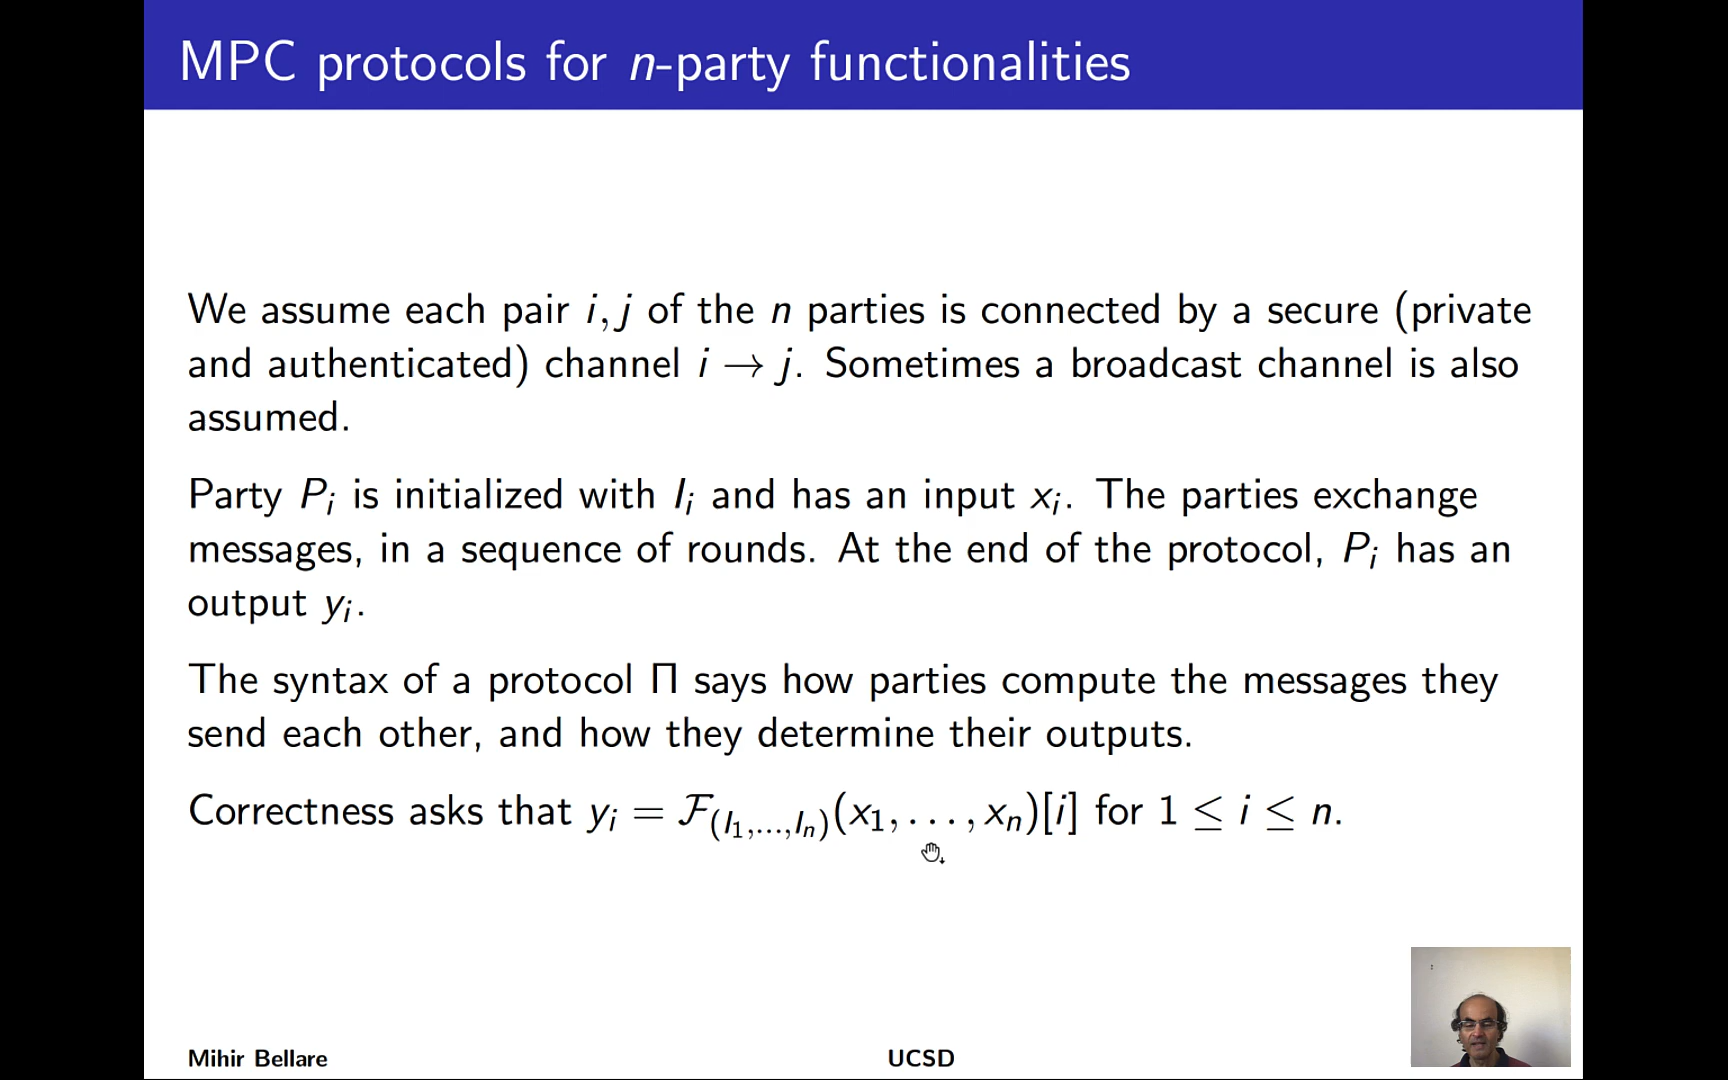 MPC protocols for n-party functionalities
We assume each pair i, j of the n parties is connected by a secure (private
and authenticated) channel i → j. Sometimes a broadcast channel is also
assumed.
Party P_i is initialized with I_i and has an input x_i. The parties exchange
messages, in a sequence of rounds. At the end of the protocol, P_i has an
output y_i.
The syntax of a protocol Π says how parties compute the messages they
send each other, and how they determine their outputs.
Correctness asks that y_i = F_(I_1,...,I_n)(x_1, . . . , x_n)[i] for 1 ≤ i ≤ n.
Mihir Bellare UCSD